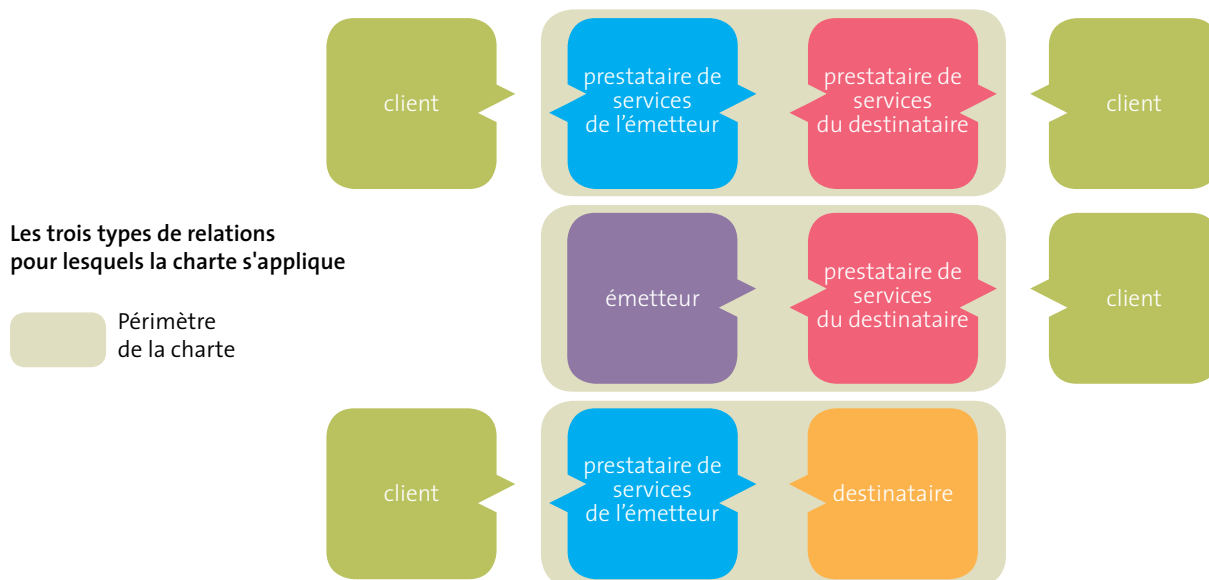 client
prestataire de
services
de l’émetteur
prestataire de
services
du destinataire
client
Les trois types de relations
pour lesquels la charte s'applique
Périmètre
de la charte
émetteur
prestataire de
services
du destinataire
client
client
prestataire de
services
de l’émetteur
destinataire